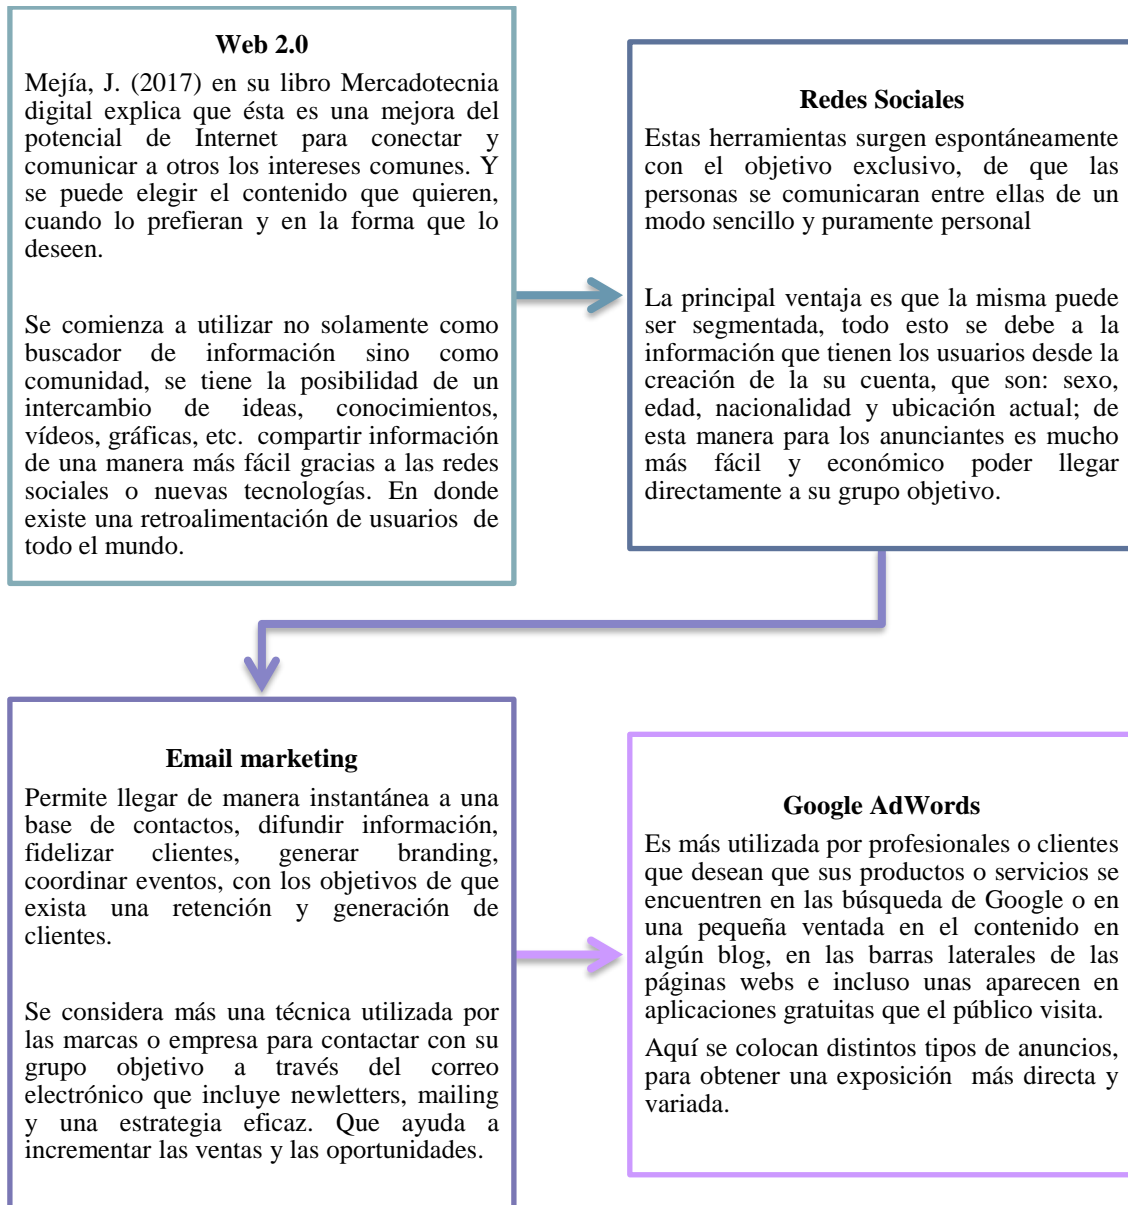 Web 2.0
Mejía, J. (2017) en su libro Mercadotecnia
digital explica que ésta es una mejora del
potencial de Internet para conectar y
comunicar a otros los intereses comunes. Y
se puede elegir el contenido que quieren,
cuando lo prefieran y en la forma que lo
deseen.
Se comienza a utilizar no solamente como
buscador de información sino como
comunidad, se tiene la posibilidad de un
intercambio de ideas, conocimientos,
vídeos, gráficas, etc. compartir información
de una manera más fácil gracias a las redes
sociales o nuevas tecnologías. En donde
existe una retroalimentación de usuarios de
todo el mundo.
Redes Sociales
Estas herramientas surgen espontáneamente
con el objetivo exclusivo, de que las
personas se comunicaran entre ellas de un
modo sencillo y puramente personal
La principal ventaja es que la misma puede
ser segmentada, todo esto se debe a la
información que tienen los usuarios desde la
creación de la su cuenta, que son: sexo,
edad, nacionalidad y ubicación actual; de
esta manera para los anunciantes es mucho
más fácil y económico poder llegar
directamente a su grupo objetivo.
Email marketing
Permite llegar de manera instantánea a una
base de contactos, difundir información,
fidelizar clientes, generar branding,
coordinar eventos, con los objetivos de que
exista una retención y generación de
clientes.
Se considera más una técnica utilizada por
las marcas o empresa para contactar con su
grupo objetivo a través del correo
electrónico que incluye newletters, mailing
y una estrategia eficaz. Que ayuda a
incrementar las ventas y las oportunidades.
Google AdWords
Es más utilizada por profesionales o clientes
que desean que sus productos o servicios se
encuentren en las búsqueda de Google o en
una pequeña ventada en el contenido en
algún blog, en las barras laterales de las
páginas webs e incluso unas aparecen en
aplicaciones gratuitas que el público visita.
Aquí se colocan distintos tipos de anuncios,
para obtener una exposición más directa y
variada.